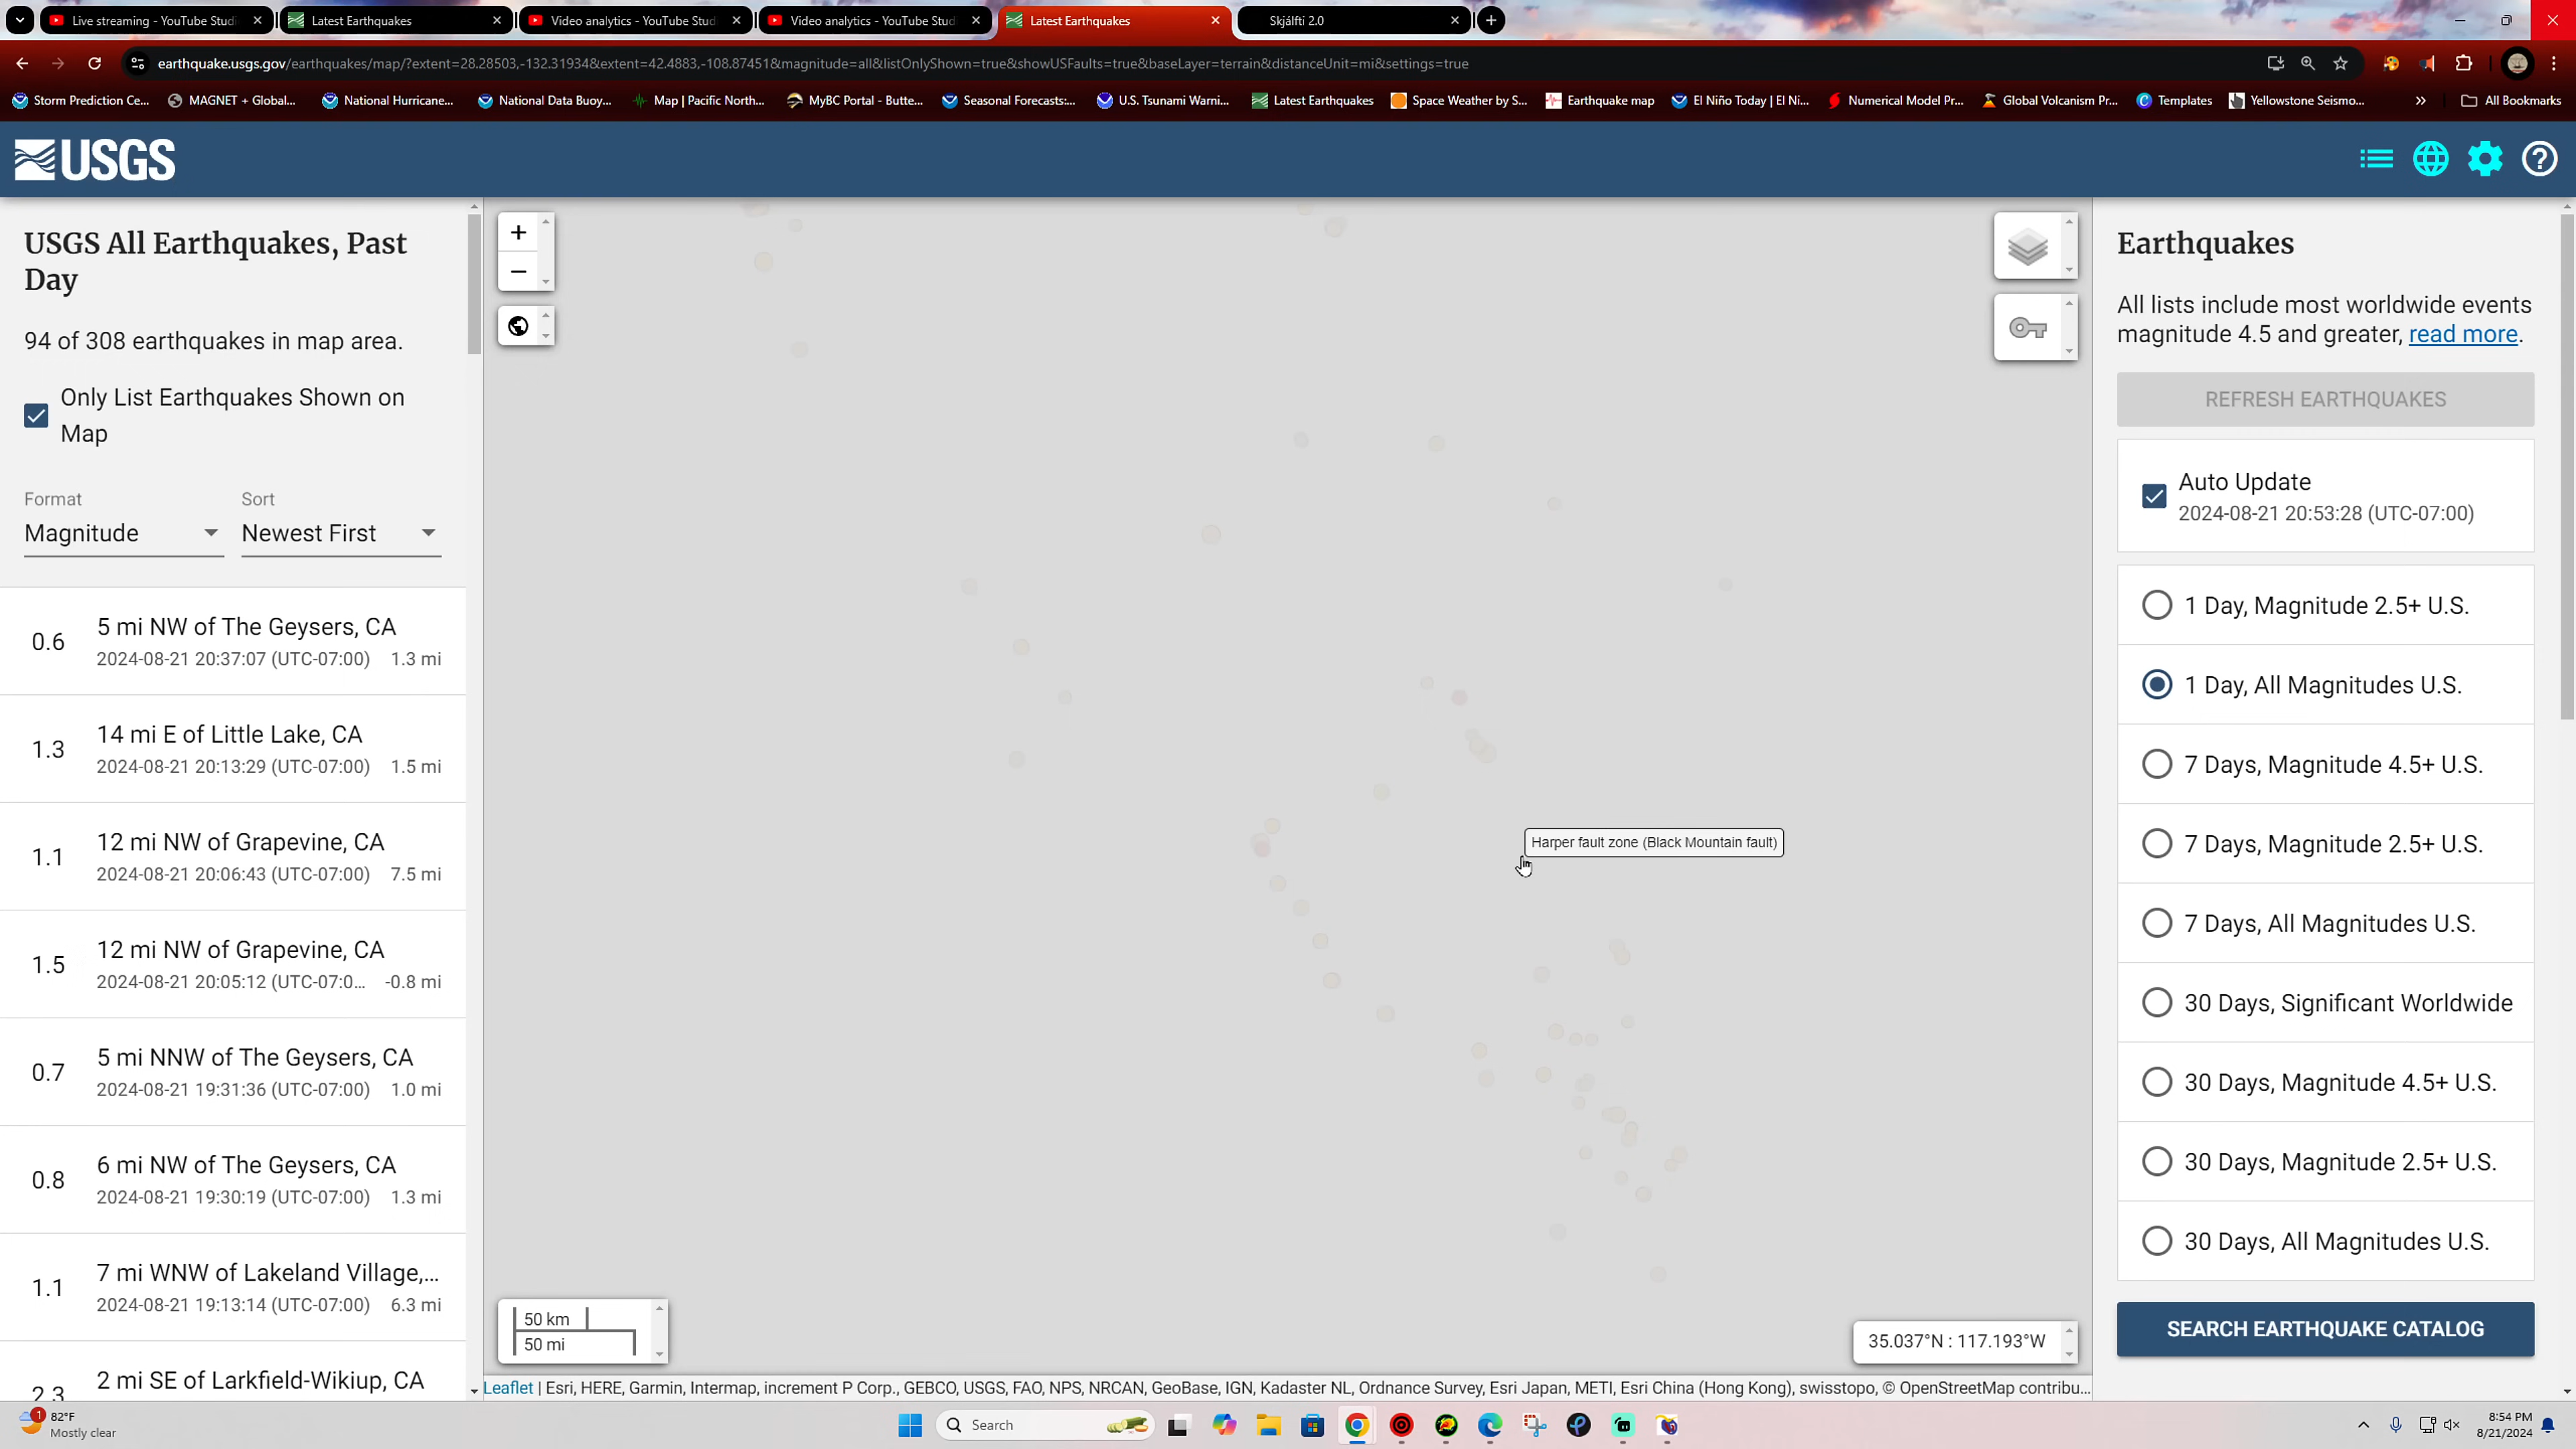 Live streaming - YouTube Studi
Latest Earthquakes
Video analytics - YouTube Studi
Video analytics - YouTube Studi
Latest Earthquakes
Skjálfti 2.0
earthquake.usgs.gov/earthquakes/map/?extent=28.28503,-132.31934&extent=42.4883,-108.87451&magnitude=all&listOnlyShown=true&showUSFaults=true&baseLayer=terrain&distanceUnit=mi&settings=true
Storm Prediction Ce...
MAGNET + Global...
National Hurricane...
National Data Buoy...
Map | Pacific North...
MyBC Portal - Butte...
Seasonal Forecasts:...
U.S. Tsunami Warni...
Latest Earthquakes
Space Weather by S...
Earthquake map
El Niño Today | El Ni...
Numerical Model Pr...
Global Volcanism Pr...
Templates
Yellowstone Seismo...
»
All Bookmarks
USGS
USGS All Earthquakes, Past
Day
94 of 308 earthquakes in map area.
Only List Earthquakes Shown on
Map
Format
Magnitude
Sort
Newest First
0.6
5 mi NW of The Geysers, CA
2024-08-21 20:37:07 (UTC-07:00) 1.3 mi
1.3
14 mi E of Little Lake, CA
2024-08-21 20:13:29 (UTC-07:00) 1.5 mi
1.1
12 mi NW of Grapevine, CA
2024-08-21 20:06:43 (UTC-07:00) 7.5 mi
1.5
12 mi NW of Grapevine, CA
2024-08-21 20:05:12 (UTC-07:0... -0.8 mi
0.7
5 mi NNW of The Geysers, CA
2024-08-21 19:31:36 (UTC-07:00) 1.0 mi
0.8
6 mi NW of The Geysers, CA
2024-08-21 19:30:19 (UTC-07:00) 1.3 mi
1.1
7 mi WNW of Lakeland Village,...
2024-08-21 19:13:14 (UTC-07:00) 6.3 mi
2.3
2 mi SE of Larkfield-Wikiup, CA
+
−
Harper fault zone (Black Mountain fault)
50 km
50 mi
35.037°N : 117.193°W
Leaflet | Esri, HERE, Garmin, Intermap, increment P Corp., GEBCO, USGS, FAO, NPS, NRCAN, GeoBase, IGN, Kadaster NL, Ordnance Survey, Esri Japan, METI, Esri China (Hong Kong), swisstopo, © OpenStreetMap contribu...
Earthquakes
All lists include most worldwide events
magnitude 4.5 and greater, read more.
REFRESH EARTHQUAKES
Auto Update
2024-08-21 20:53:28 (UTC-07:00)
1 Day, Magnitude 2.5+ U.S.
1 Day, All Magnitudes U.S.
7 Days, Magnitude 4.5+ U.S.
7 Days, Magnitude 2.5+ U.S.
7 Days, All Magnitudes U.S.
30 Days, Significant Worldwide
30 Days, Magnitude 4.5+ U.S.
30 Days, Magnitude 2.5+ U.S.
30 Days, All Magnitudes U.S.
SEARCH EARTHQUAKE CATALOG
1
82°F
Mostly clear
Search
8:54 PM
8/21/2024